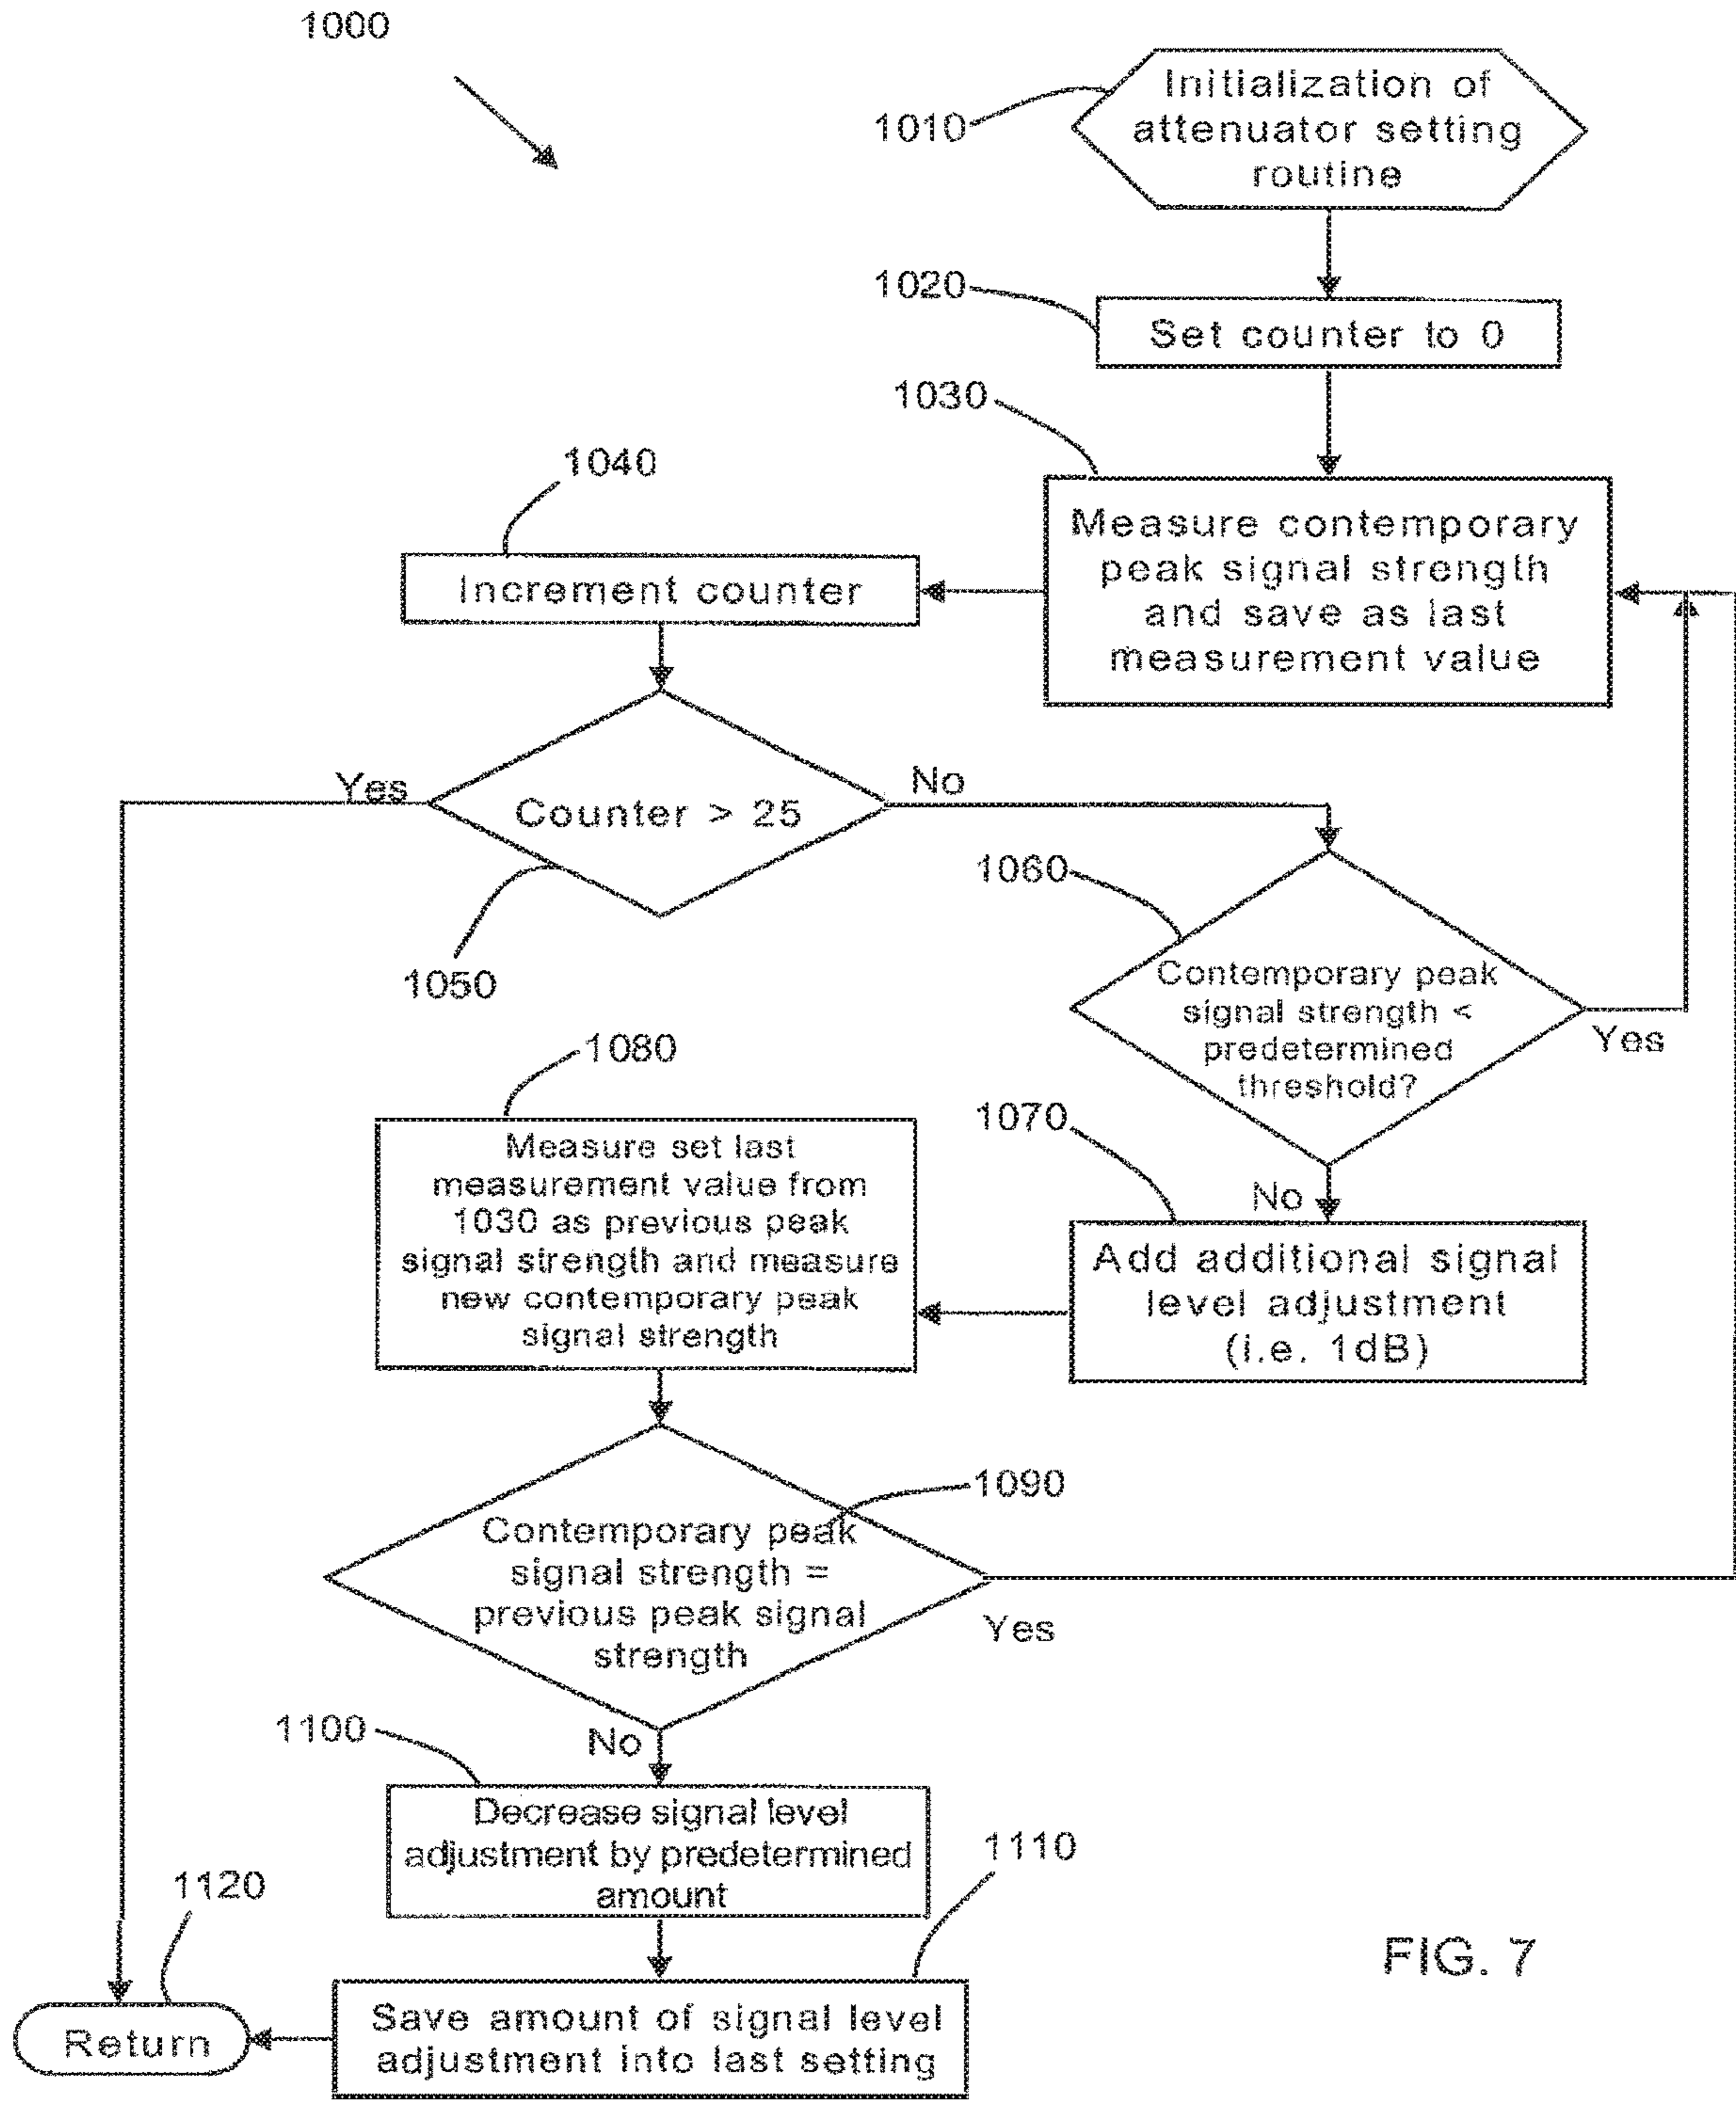 1000
Initialization of
attenuator setting
routine
1010
1020
Set counter to 0
1030
Measure contemporary
peak signal strength
and save as last
measurement value
1040
Increment counter
Yes
Counter > 25
No
1050
1060
Contemporary peak
signal strength <
predetermined
threshold?
Yes
No
1070
Add additional signal
level adjustment
(i.e. 1dB)
1080
Measure set last
measurement value from
1030 as previous peak
signal strength and measure
new contemporary peak
signal strength
1090
Contemporary peak
signal strength =
previous peak signal
strength
Yes
No
1100
Decrease signal level
adjustment by predetermined
amount
1110
Save amount of signal level
adjustment into last setting
1120
Return
FIG. 7